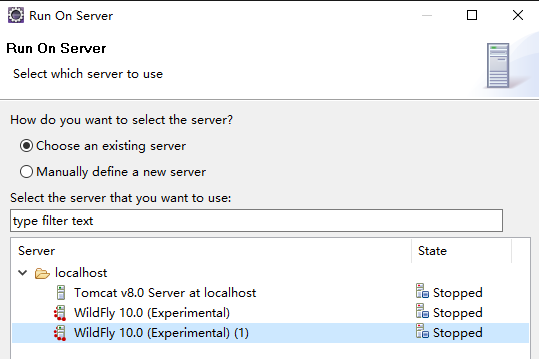 Run On Server
Run On Server
Select which server to use
How do you want to select the server?
Choose an existing server
Manually define a new server
Select the server that you want to use:
type filter text
Server State
localhost
Tomcat v8.0 Server at localhost Stopped
WildFly 10.0 (Experimental) Stopped
WildFly 10.0 (Experimental) (1) Stopped